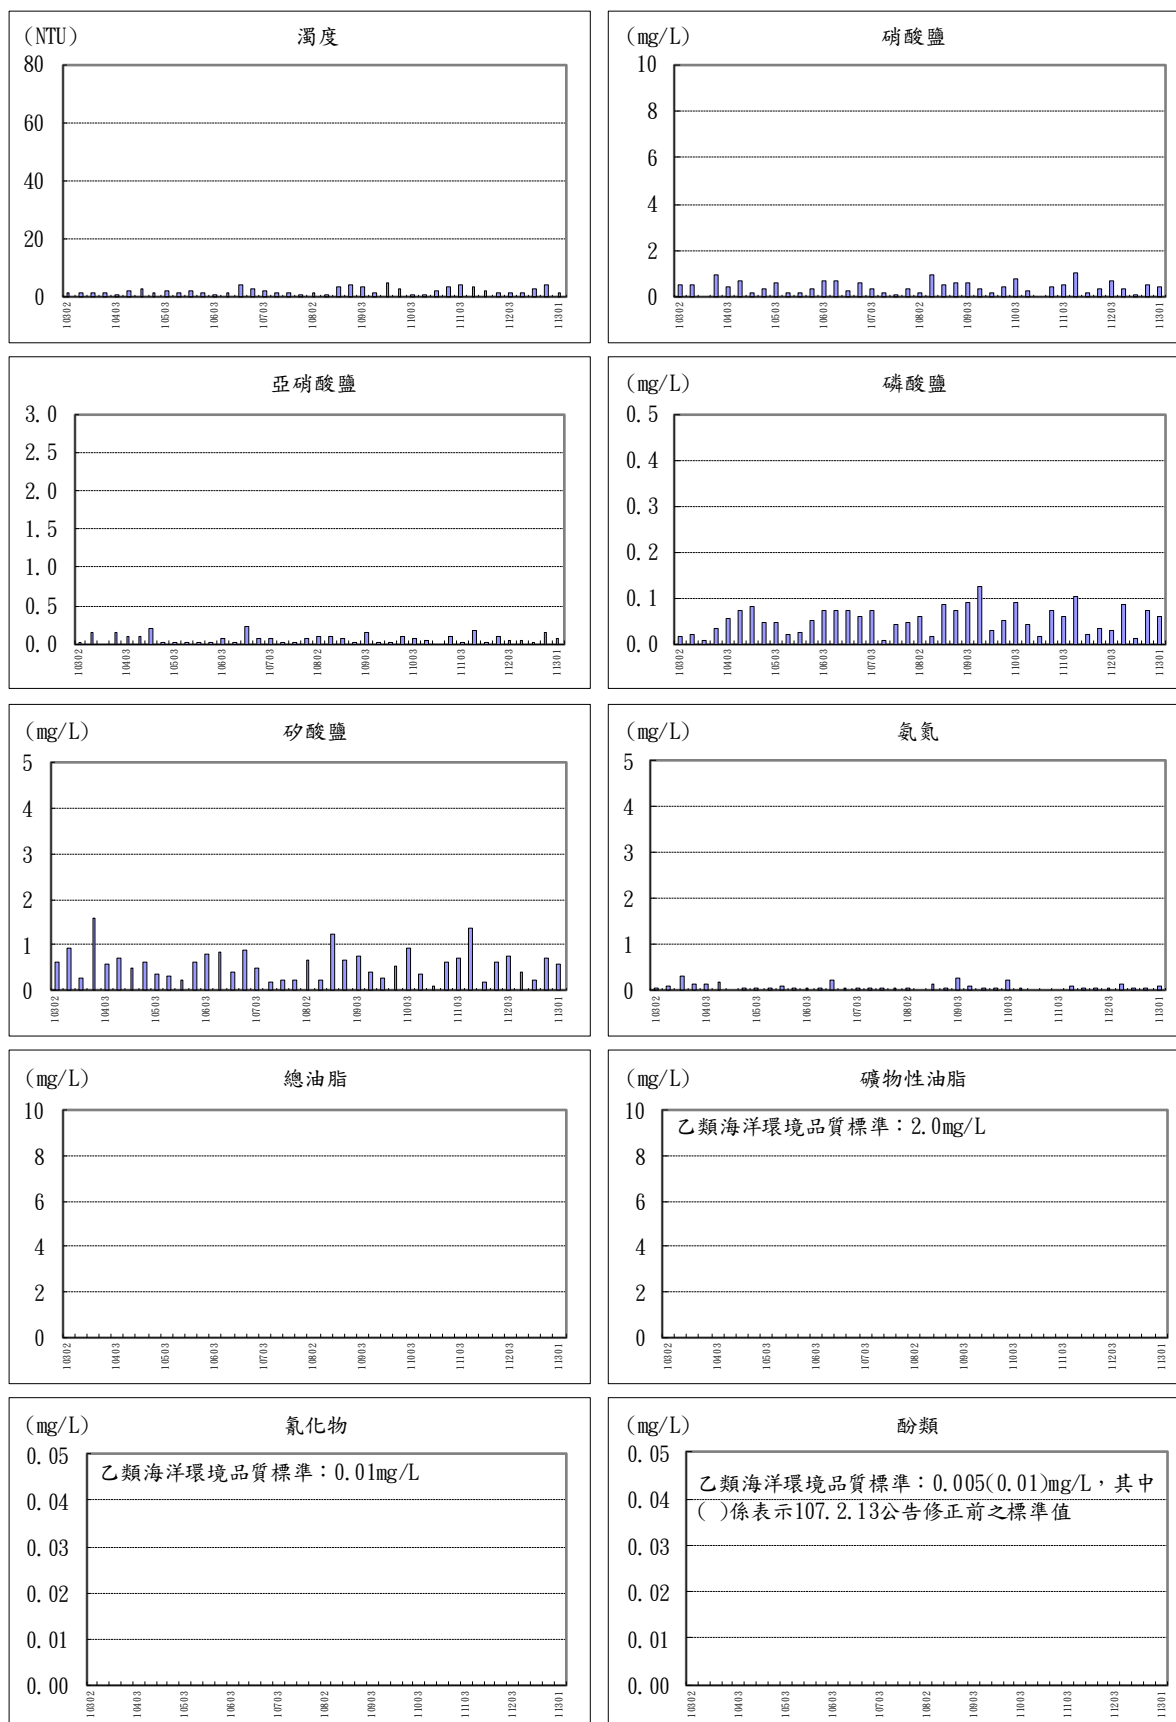 (NTU) 濁度
80
60
40
20
0
10302 10403 10503 10603 10703 10802 10903 11003 11103 11203 11301
(mg/L) 硝酸鹽
10
8
6
4
2
0
10302 10403 10503 10603 10703 10802 10903 11003 11103 11203 11301
亞硝酸鹽
3.0
2.5
2.0
1.5
1.0
0.5
0.0
10302 10403 10503 10603 10703 10802 10903 11003 11103 11203 11301
(mg/L) 磷酸鹽
0.5
0.4
0.3
0.2
0.1
0.0
10302 10403 10503 10603 10703 10802 10903 11003 11103 11203 11301
(mg/L) 矽酸鹽
5
4
3
2
1
0
10302 10403 10503 10603 10703 10802 10903 11003 11103 11203 11301
(mg/L) 氨氮
5
4
3
2
1
0
10302 10403 10503 10603 10703 10802 10903 11003 11103 11203 11301
(mg/L) 總油脂
10
8
6
4
2
0
10302 10403 10503 10603 10703 10802 10903 11003 11103 11203 11301
(mg/L) 礦物性油脂
乙類海洋環境品質標準：2.0mg/L
10
8
6
4
2
0
10302 10403 10503 10603 10703 10802 10903 11003 11103 11203 11301
(mg/L) 氰化物
乙類海洋環境品質標準：0.01mg/L
0.05
0.04
0.03
0.02
0.01
0.00
10302 10403 10503 10603 10703 10802 10903 11003 11103 11203 11301
(mg/L) 酚類
乙類海洋環境品質標準：0.005(0.01)mg/L，其中
( )係表示107.2.13公告修正前之標準值
0.05
0.04
0.03
0.02
0.01
0.00
10302 10403 10503 10603 10703 10802 10903 11003 11103 11203 11301